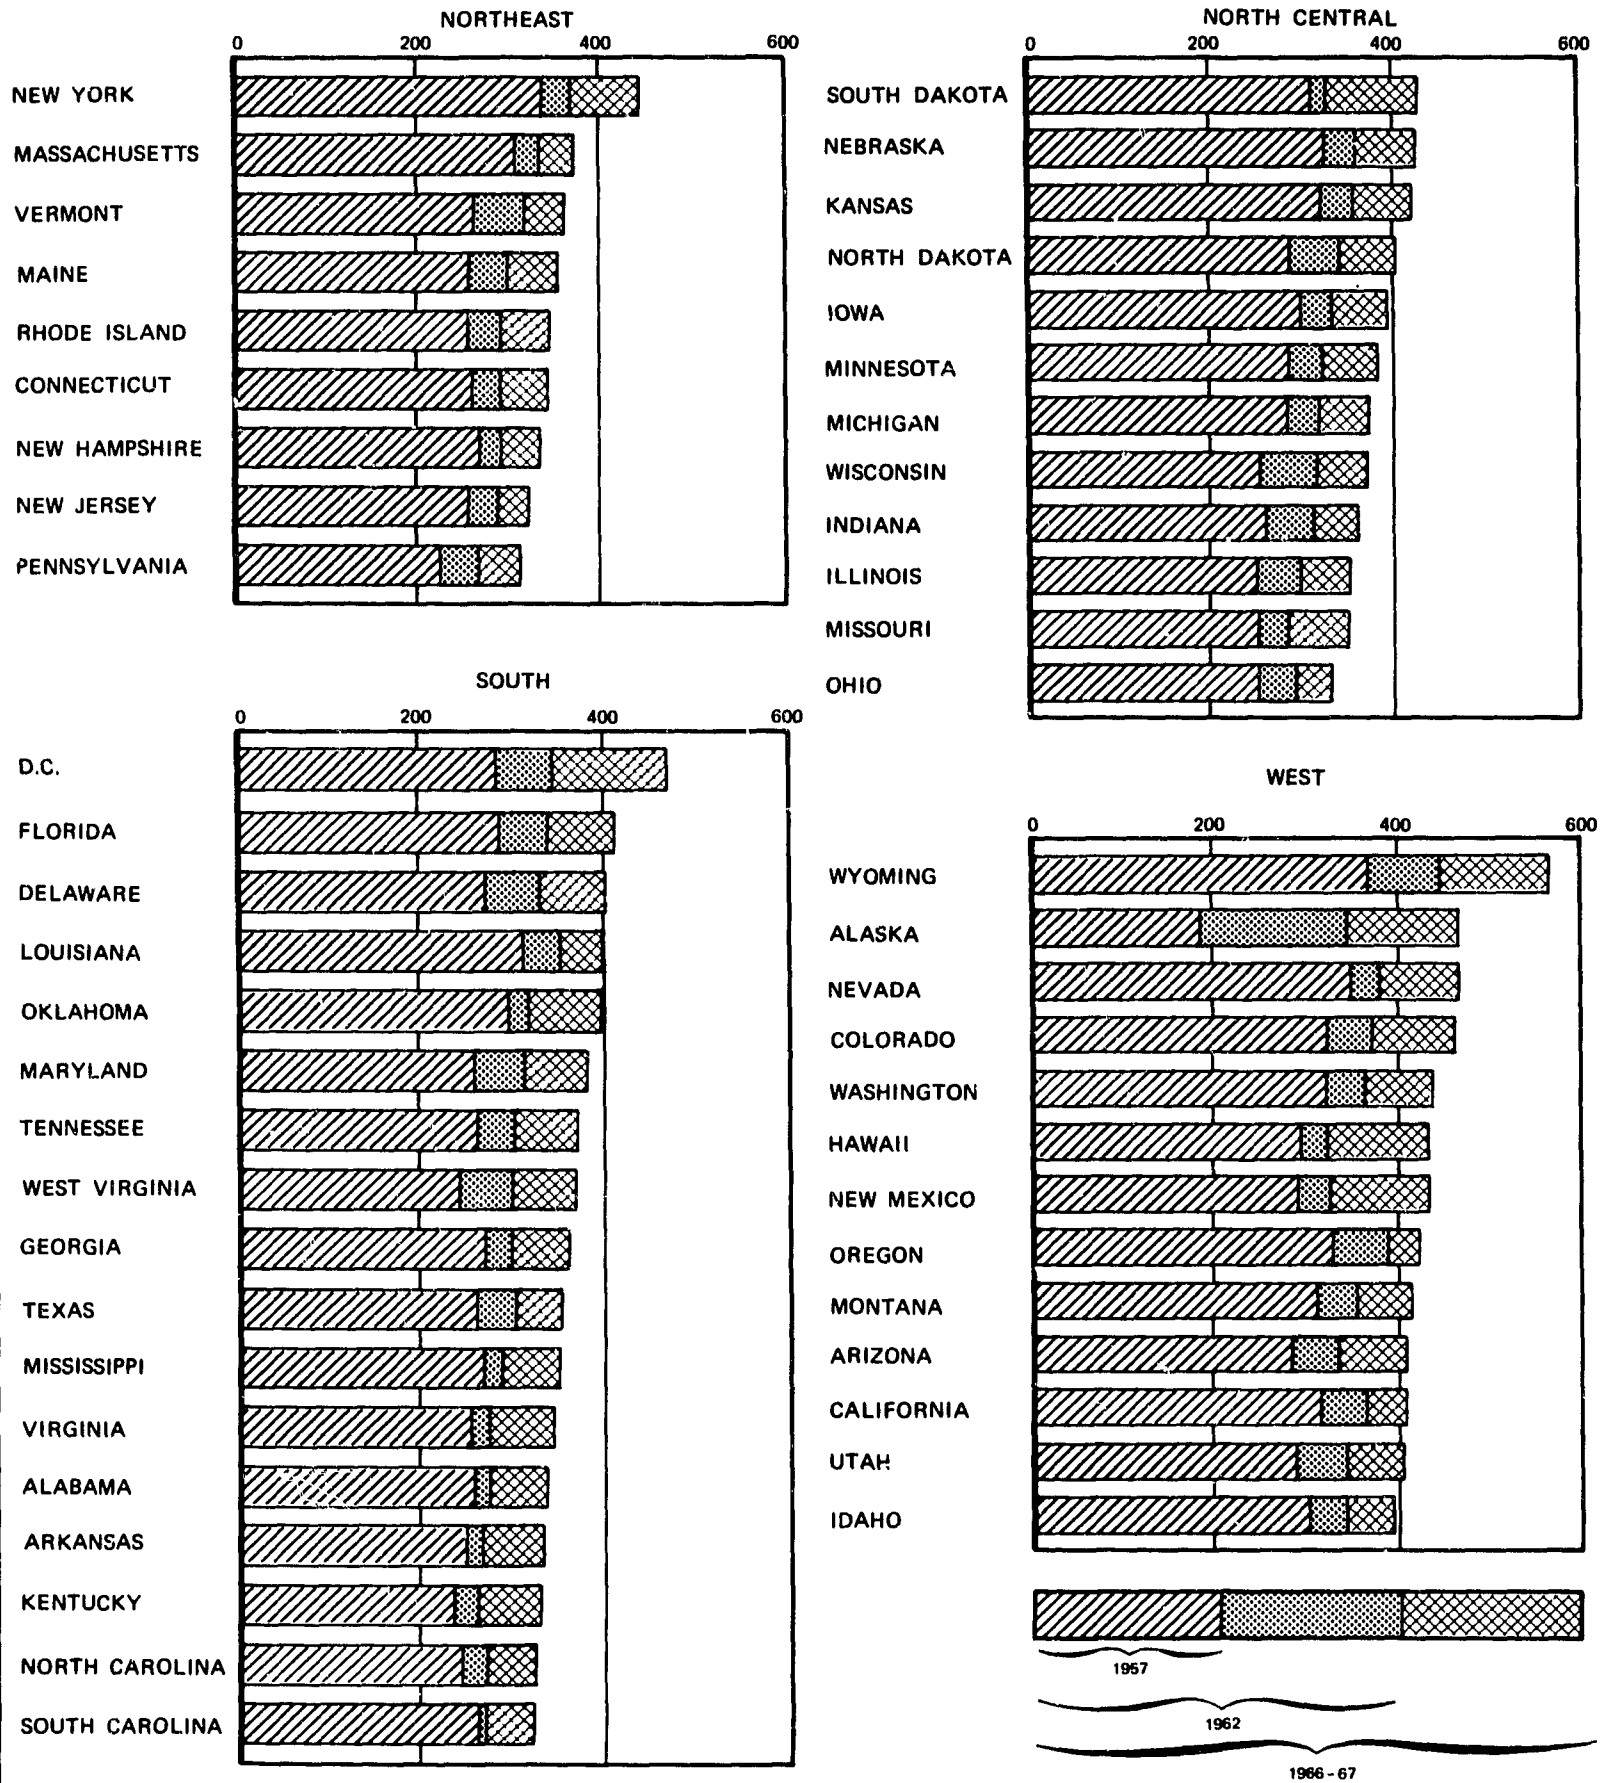 NORTHEAST
0 200 400 600
NEW YORK
MASSACHUSETTS
VERMONT
MAINE
RHODE ISLAND
CONNECTICUT
NEW HAMPSHIRE
NEW JERSEY
PENNSYLVANIA
SOUTH
0 200 400 600
D.C.
FLORIDA
DELAWARE
LOUISIANA
OKLAHOMA
MARYLAND
TENNESSEE
WEST VIRGINIA
GEORGIA
TEXAS
MISSISSIPPI
VIRGINIA
ALABAMA
ARKANSAS
KENTUCKY
NORTH CAROLINA
SOUTH CAROLINA
NORTH CENTRAL
0 200 400 600
SOUTH DAKOTA
NEBRASKA
KANSAS
NORTH DAKOTA
IOWA
MINNESOTA
MICHIGAN
WISCONSIN
INDIANA
ILLINOIS
MISSOURI
OHIO
WEST
0 200 400 600
WYOMING
ALASKA
NEVADA
COLORADO
WASHINGTON
HAWAII
NEW MEXICO
OREGON
MONTANA
ARIZONA
CALIFORNIA
UTAH
IDAHO
1957
1962
1966-67